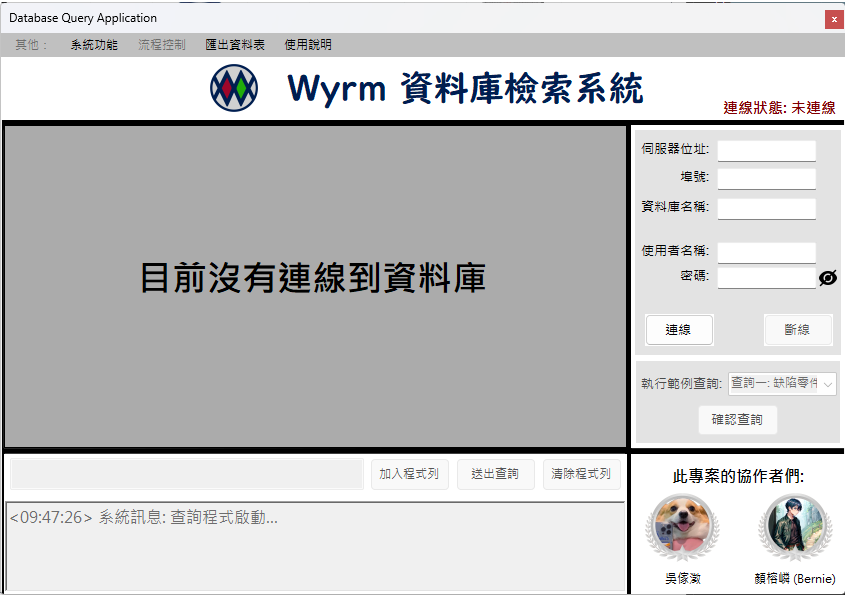 Database Query Application
x
其他： 系統功能 流程控制 匯出資料表 使用說明
Wyrm 資料庫檢索系統
連線狀態: 未連線
目前沒有連線到資料庫
伺服器位址:
埠號:
資料庫名稱:
使用者名稱:
密碼:
連線 斷線
執行範例查詢: 查詢一: 缺陷零件
確認查詢
加入程式列 送出查詢 清除程式列
<09:47:26> 系統訊息: 查詢程式啟動...
此專案的協作者們:
吳傢澂 顏榕嶙 (Bernie)